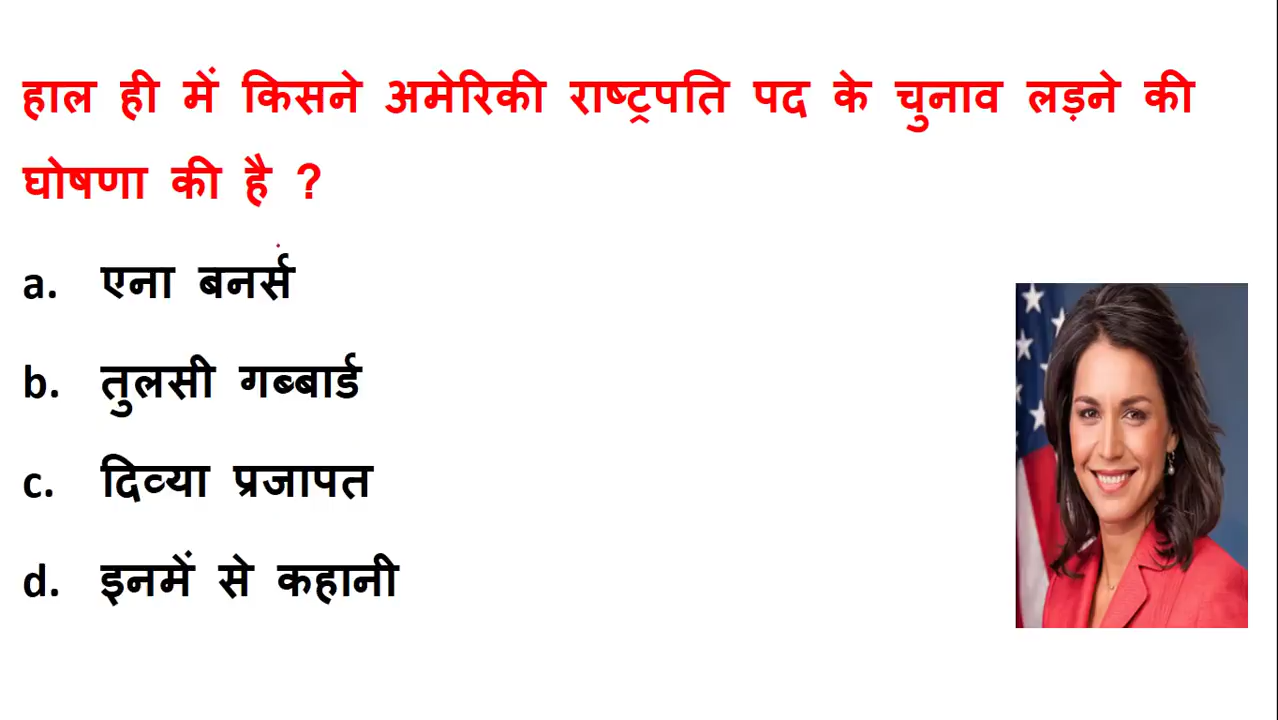 हाल ही में किसने अमेरिकी राष्ट्रपति पद के चुनाव लड़ने की
घोषणा की है ?
a. एना बनर्स
b. तुलसी गब्बार्ड
c. दिव्या प्रजापत
d. इनमें से कहानी